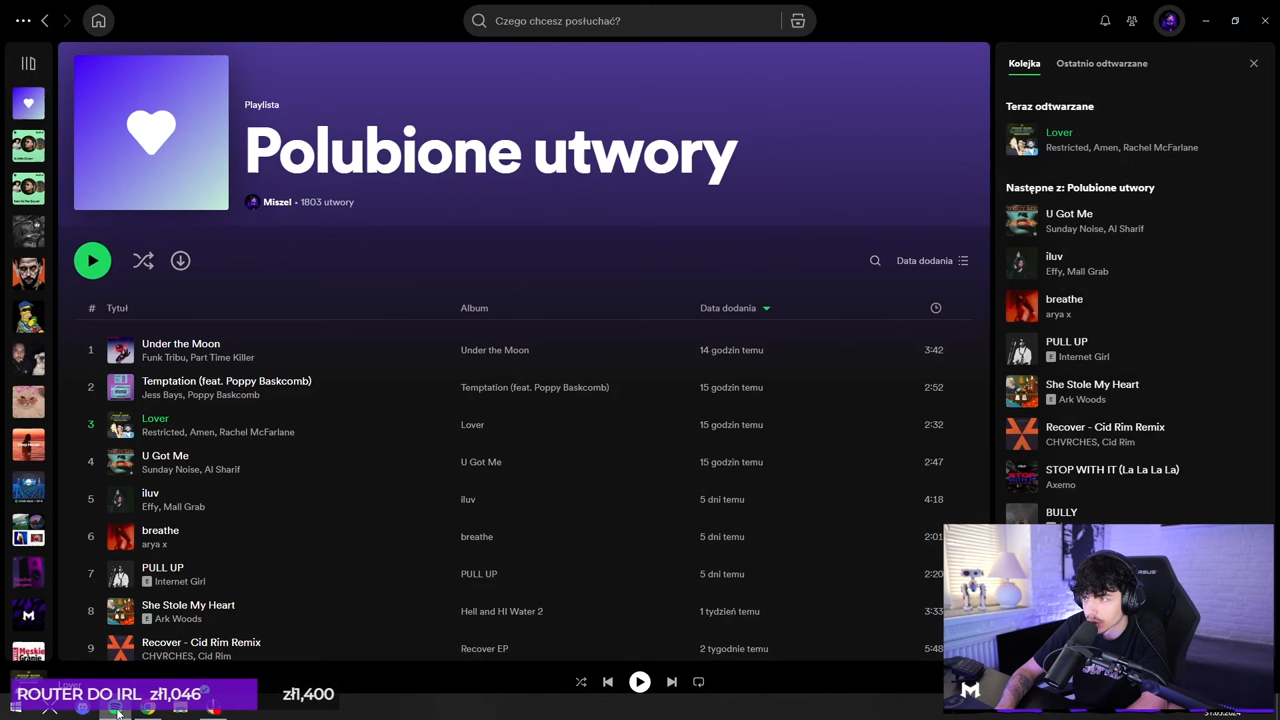 Czego chcesz posłuchać?
Playlista
Polubione utwory
Miszel • 1803 utwory
Data dodania
# Tytuł Album Data dodania
1 Under the Moon Under the Moon 14 godzin temu 3:42
Funk Tribu, Part Time Killer
2 Temptation (feat. Poppy Baskcomb) Temptation (feat. Poppy Baskcomb) 15 godzin temu 2:52
Jess Bays, Poppy Baskcomb
3 Lover Lover 15 godzin temu 2:32
Restricted, Amen, Rachel McFarlane
4 U Got Me U Got Me 15 godzin temu 2:47
Sunday Noise, Al Sharif
5 iluv iluv 5 dni temu 4:18
Effy, Mall Grab
6 breathe breathe 5 dni temu 2:01
arya x
7 PULL UP PULL UP 5 dni temu 2:20
E Internet Girl
8 She Stole My Heart Hell and HI Water 2 1 tydzień temu 3:33
E Ark Woods
9 Recover - Cid Rim Remix Recover EP 2 tygodnie temu 5:48
CHVRCHES, Cid Rim
Kolejka Ostatnio odtwarzane
Teraz odtwarzane
Lover
Restricted, Amen, Rachel McFarlane
Następne z: Polubione utwory
U Got Me
Sunday Noise, Al Sharif
iluv
Effy, Mall Grab
breathe
arya x
PULL UP
E Internet Girl
She Stole My Heart
E Ark Woods
Recover - Cid Rim Remix
CHVRCHES, Cid Rim
STOP WITH IT (La La La La)
Axemo
BULLY
Lover
ROUTER DO IRL zł1,046 zł1,400
31.05.2024